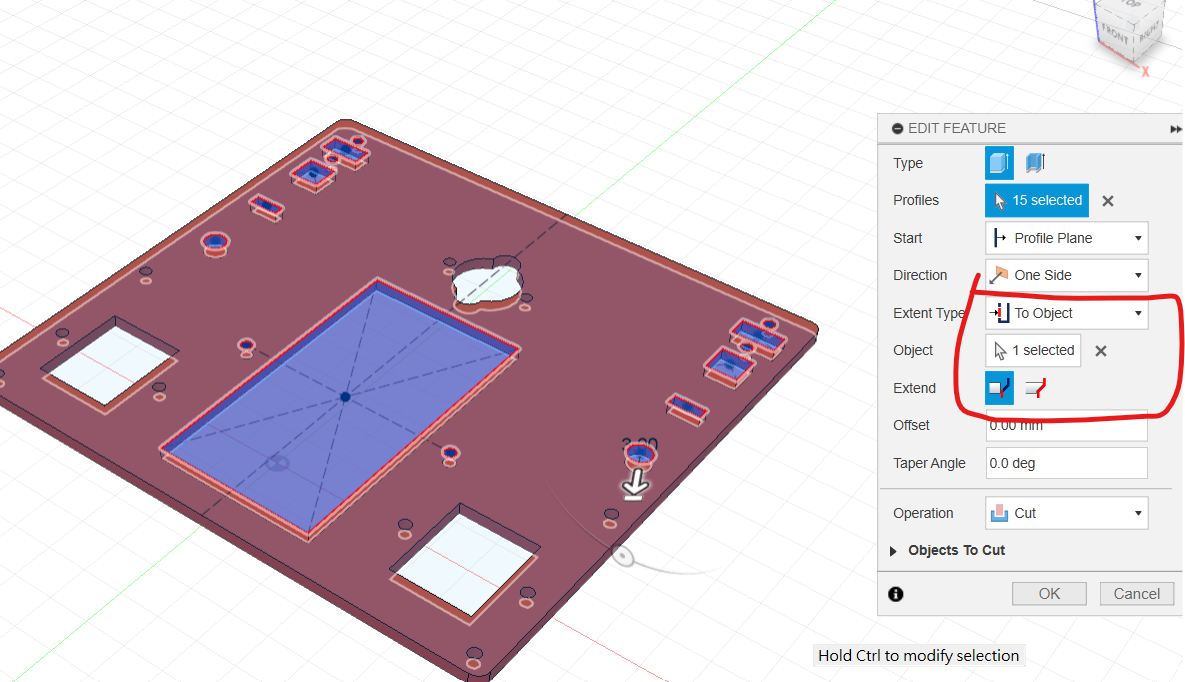 TOP
FRONT
RIGHT
X
EDIT FEATURE
Type
Profiles 15 selected
Start Profile Plane
Direction One Side
Extent Type To Object
Object 1 selected
Extend
Offset 0.00 mm
Taper Angle 0.0 deg
Operation Cut
Objects To Cut
OK Cancel
Hold Ctrl to modify selection